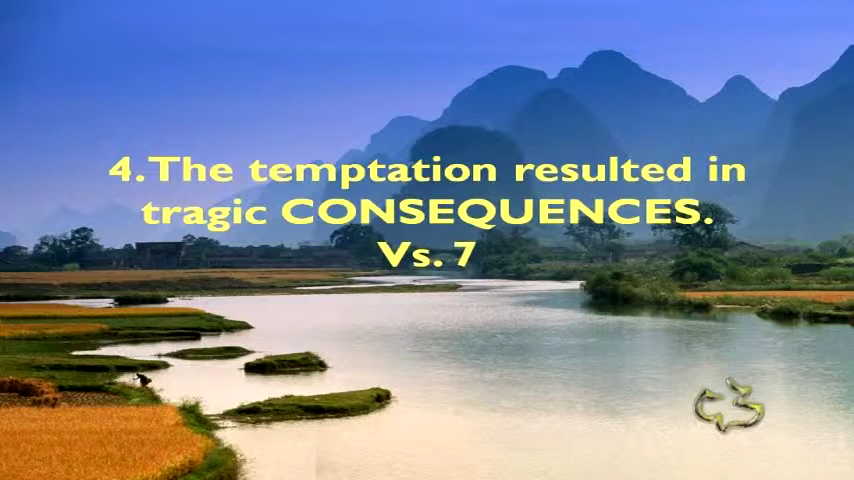 4. The temptation resulted in
tragic CONSEQUENCES.
Vs. 7